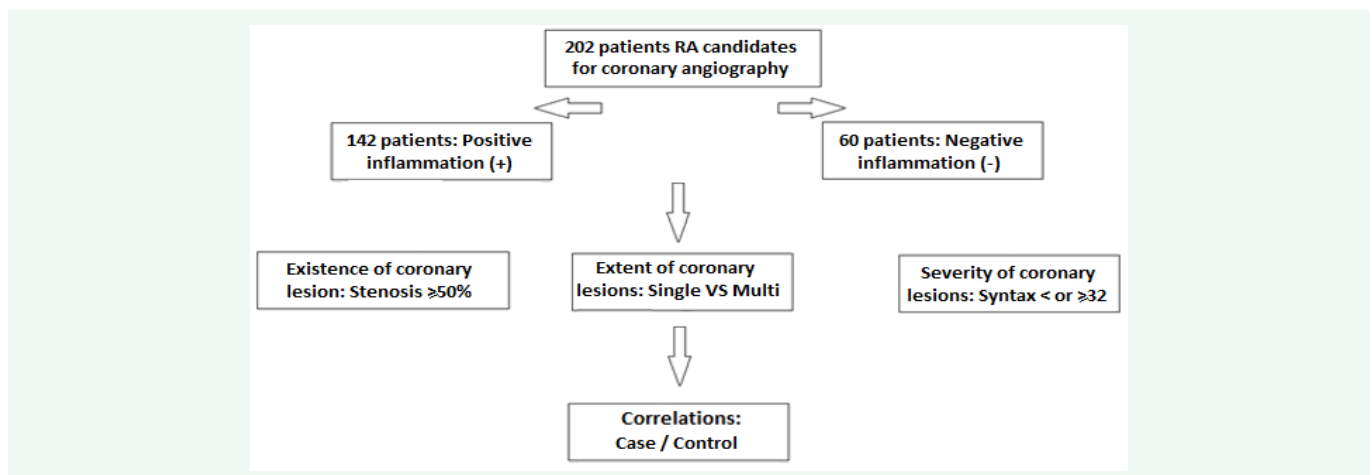 202 patients RA candidates
for coronary angiography
142 patients: Positive
inflammation (+)
60 patients: Negative
inflammation (-)
Existence of coronary
lesion: Stenosis ⩾50%
Extent of coronary
lesions: Single VS Multi
Severity of coronary
lesions: Syntax < or ⩾32
Correlations:
Case / Control